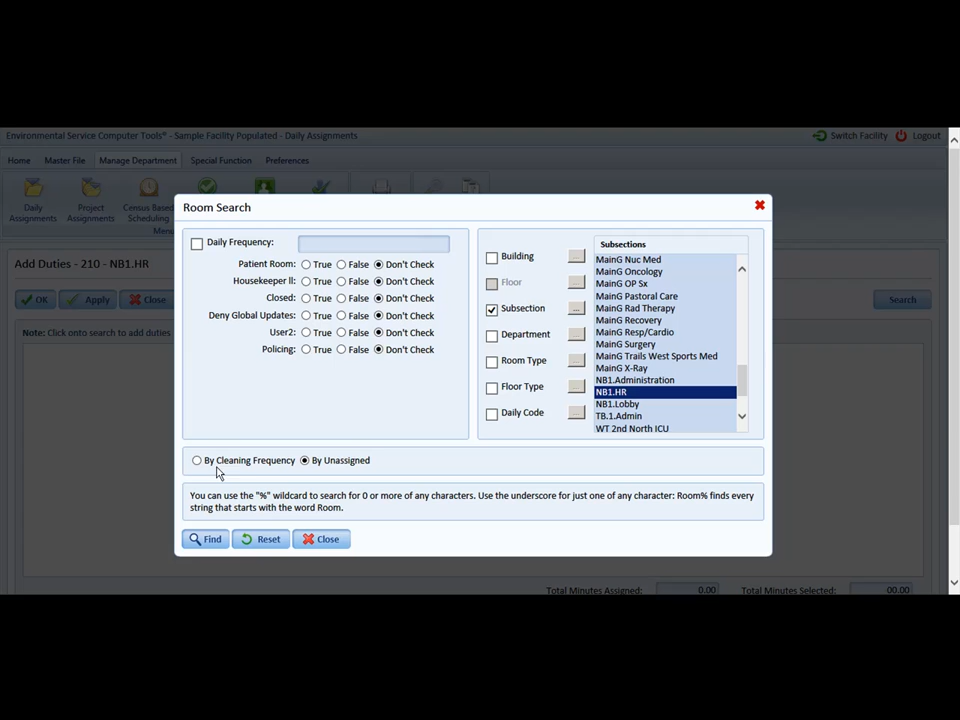 Environmental Service Computer Tools® - Sample Facility Populated - Daily Assignments
Switch Facility Logout
Home Master File Manage Department Special Function Preferences
Daily Assignments
Project Assignments
Census Based Scheduling
Add Duties - 210 - NB1.HR
OK Apply Close Search
Note: Click onto search to add duties
Room Search
Daily Frequency:
Patient Room: True False Don't Check
Housekeeper II: True False Don't Check
Closed: True False Don't Check
Deny Global Updates: True False Don't Check
User2: True False Don't Check
Policing: True False Don't Check
Building
Floor
Subsection
Department
Room Type
Floor Type
Daily Code
Subsections
MainG Nuc Med
MainG Oncology
MainG OP Sx
MainG Pastoral Care
MainG Rad Therapy
MainG Recovery
MainG Resp/Cardio
MainG Surgery
MainG Trails West Sports Med
MainG X-Ray
NB1.Administration
NB1.HR
NB1.Lobby
TB.1.Admin
WT 2nd North ICU
By Cleaning Frequency By Unassigned
You can use the "%" wildcard to search for 0 or more of any characters. Use the underscore for just one of any character: Room% finds every
string that starts with the word Room.
Find Reset Close
Total Minutes Assigned: 0.00 Total Minutes Selected: 00.00